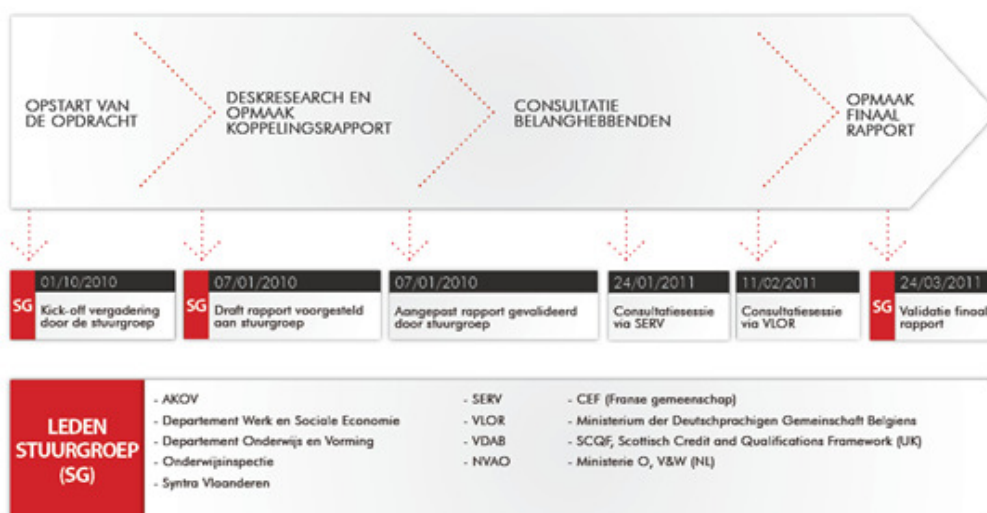 OPSTART VAN
DE OPDRACHT
DESKRESEARCH EN
OPMAAK
KOPPELINGSRAPPORT
CONSULTATIE
BELANGHEBBENDEN
OPMAAK
FINAAL
RAPPORT
SG
01/10/2010
Kick-off vergadering
door de stuurgroep
SG
07/01/2010
Draft rapport voorgesteld
aan stuurgroep
07/01/2010
Aangepast rapport gevalideerd
door stuurgroep
24/01/2011
Consultatiesessie
via SERV
11/02/2011
Consultatiesessie
via VLOR
SG
24/03/2011
Validatie finaal
rapport
LEDEN
STUURGROEP
(SG)
- AKOV
- Departement Werk en Sociale Economie
- Departement Onderwijs en Vorming
- Onderwijsinspectie
- Syntra Vlaanderen
- SERV
- VLOR
- VDAB
- NVAO
- CEF (Franse gemeenschap)
- Ministerium der Deutschprachigen Gemeinschaft Belgiens
- SCQF, Scottisch Credit and Qualifications Framework (UK)
- Ministerie O, V&W (NL)